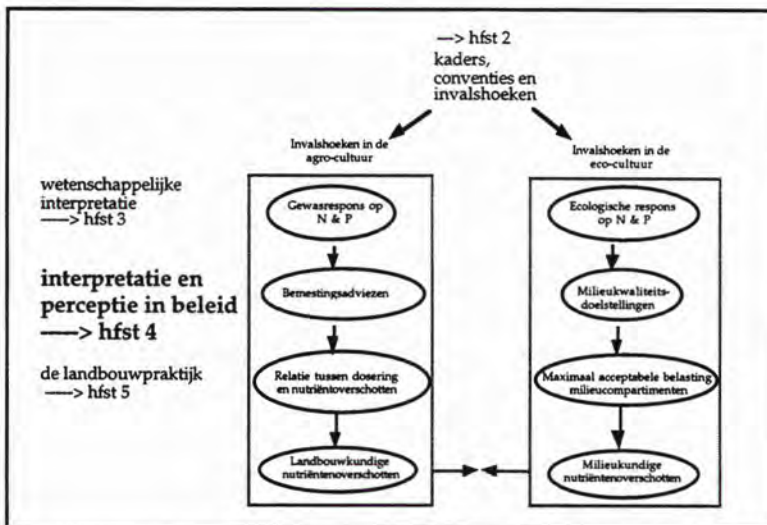 —> hfst 2
kaders,
conventies en
invalshoeken
Invalshoeken in de
agro-cultuur
Invalshoeken in de
eco-cultuur
wetenschappelijke
interpretatie
——> hfst 3
interpretatie en
perceptie in beleid
——> hfst 4
de landbouwpraktijk
——> hfst 5
Gewasrespons op
N & P
Bemestingsadviezen
Relatie tussen dosering
en nutriëntoverschotten
Landbouwkundige
nutriëntenoverschotten
Ecologische respons
op N & P
Milieukwaliteits-
doelstellingen
Maximaal acceptabele belasting
milieucompartimenten
Milieukundige
nutriëntenoverschotten